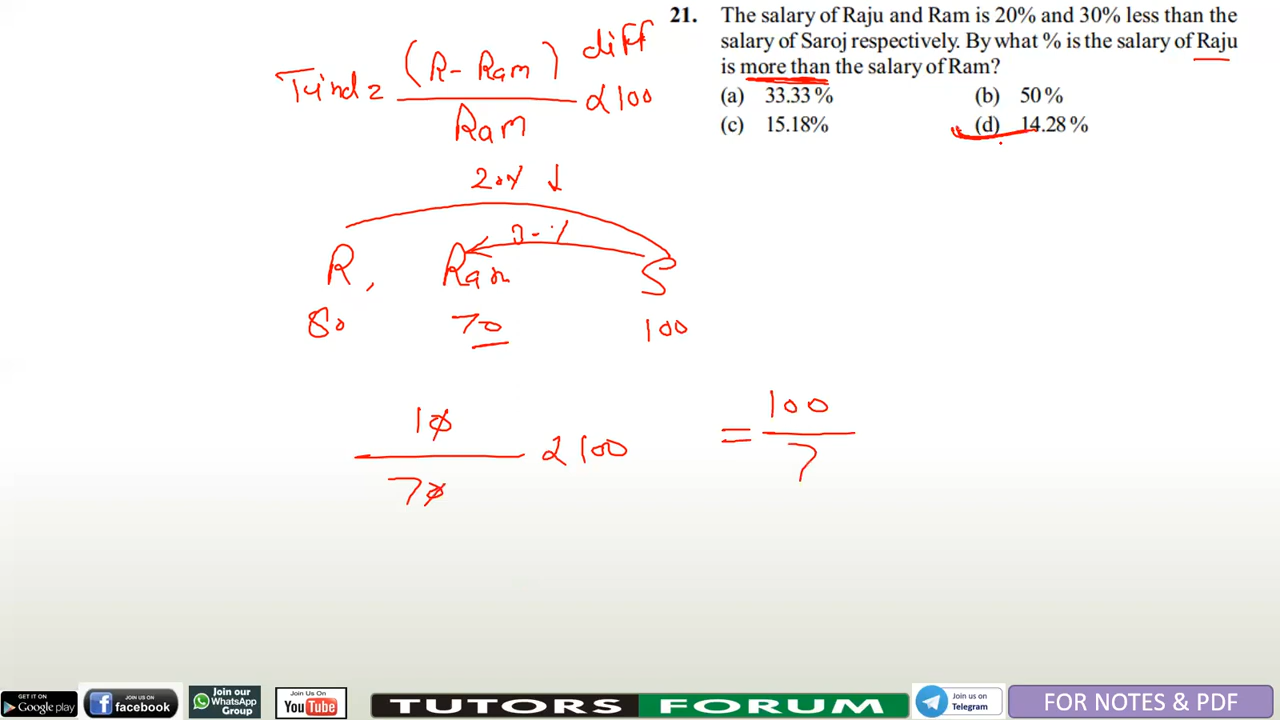 21. The salary of Raju and Ram is 20% and 30% less than the
salary of Saroj respectively. By what % is the salary of Raju
is more than the salary of Ram?
(a) 33.33 % (b) 50 %
(c) 15.18% (d) 14.28 %
(R - Ram) diff
Ram
100
20%
R, Ram S
80 70 100
10
70
100
= 100
7
GET IT ON
Google play
JOIN US ON
facebook
Join our
WhatsApp
Group
Join Us On
YouTube
TUTORS FORUM
Join us on
Telegram
FOR NOTES & PDF